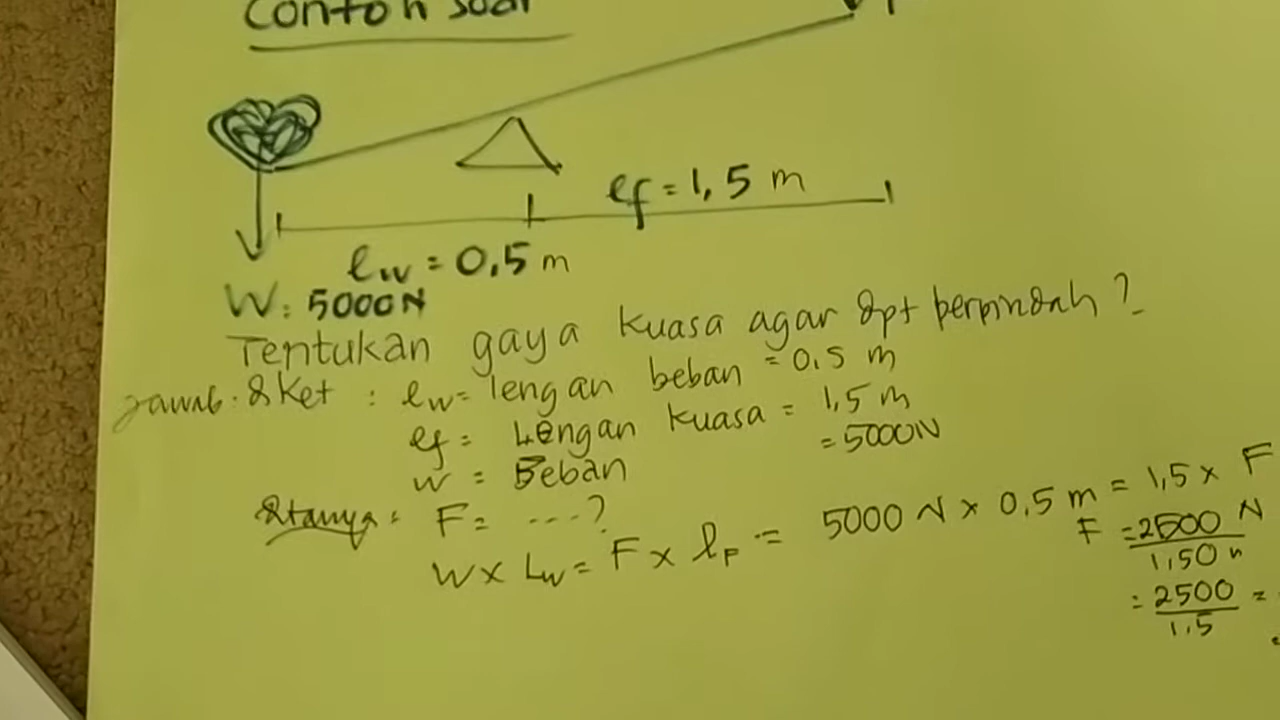 Contoh soal
lf = 1,5 m
lw = 0,5 m
W : 5000 N
Tentukan gaya kuasa agar dpt berpindah ?
Jawab : Diket : lw = lengan beban = 0,5 m
lf = Lengan kuasa = 1,5 m
w = Beban = 5000N
Ditanya : F = ....?
W x Lw = F x lF = 5000 N x 0,5 m = 1,5 x F
F = 2500 N
1,50 m
= 2500 =
1,5